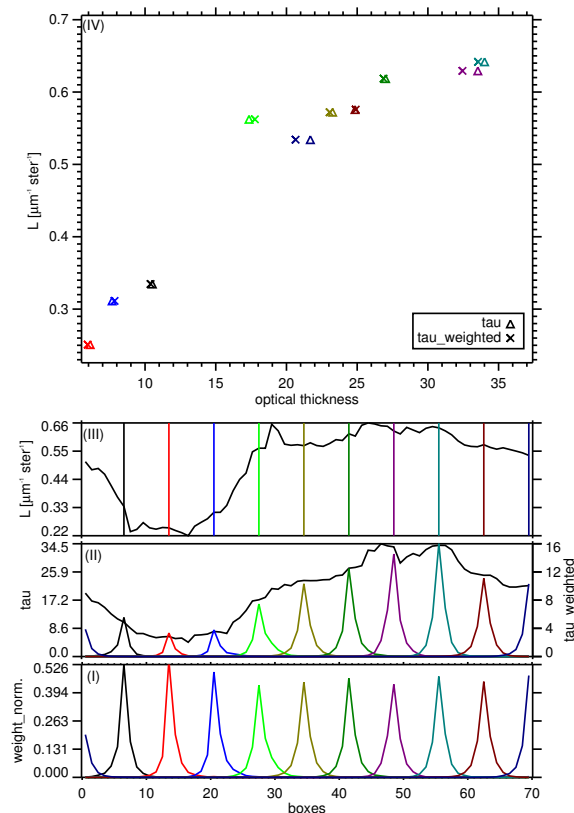 (IV)
0.7
0.6
0.5
0.4
0.3
L [μm⁻¹ ster⁻¹]
tau
tau_weighted
10 15 20 25 30 35
optical thickness
(III)
0.66
0.55
0.44
0.33
0.22
L [μm⁻¹ ster⁻¹]
(II)
34.5
25.9
17.2
8.6
0.0
tau
16
12
8
4
0
tau_weighted
(I)
0.526
0.394
0.263
0.131
0.000
weight_norm.
0 10 20 30 40 50 60 70
boxes